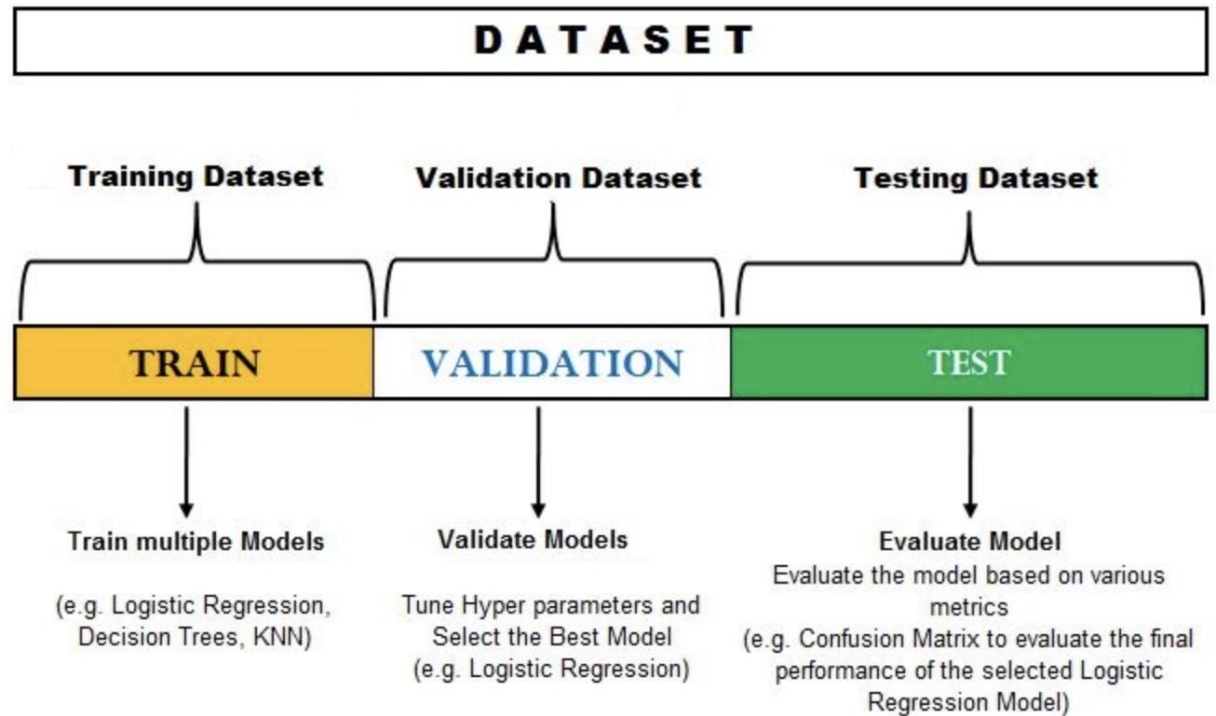 DATASET
Training Dataset
Validation Dataset
Testing Dataset
TRAIN
VALIDATION
TEST
Train multiple Models
(e.g. Logistic Regression,
Decision Trees, KNN)
Validate Models
Tune Hyper parameters and
Select the Best Model
(e.g. Logistic Regression)
Evaluate Model
Evaluate the model based on various
metrics
(e.g. Confusion Matrix to evaluate the final
performance of the selected Logistic
Regression Model)